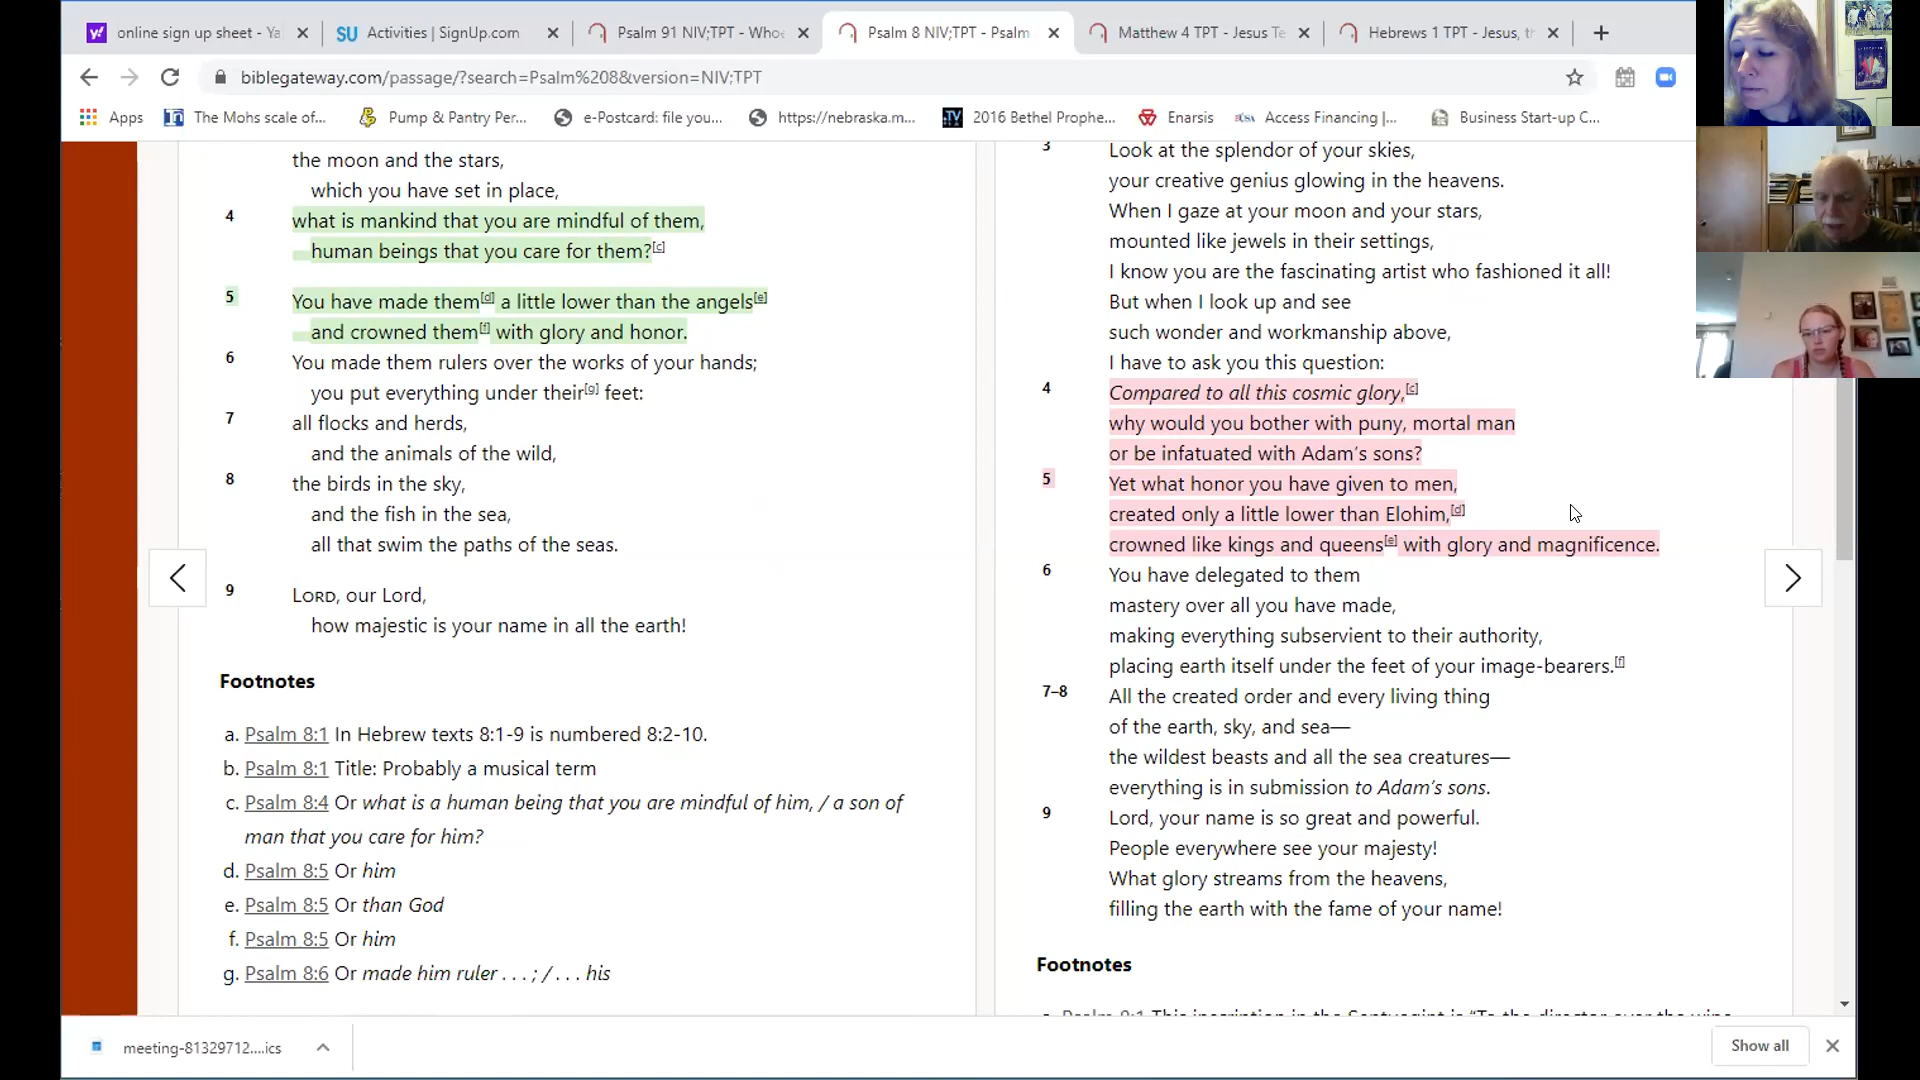 online sign up sheet - Ya
Activities | SignUp.com
Psalm 91 NIV;TPT - Whoe
Psalm 8 NIV;TPT - Psalm
Matthew 4 TPT - Jesus Te
Hebrews 1 TPT - Jesus, th
biblegateway.com/passage/?search=Psalm%208&version=NIV;TPT
Apps
The Mohs scale of...
Pump & Pantry Per...
e-Postcard: file you...
https://nebraska.m...
2016 Bethel Prophe...
Enarsis
Access Financing |...
Business Start-up C...
the moon and the stars,
which you have set in place,
4 what is mankind that you are mindful of them,
human beings that you care for them?[c]
5 You have made them[d] a little lower than the angels[e]
and crowned them[f] with glory and honor.
6 You made them rulers over the works of your hands;
you put everything under their[g] feet:
7 all flocks and herds,
and the animals of the wild,
8 the birds in the sky,
and the fish in the sea,
all that swim the paths of the seas.
9 LORD, our Lord,
how majestic is your name in all the earth!
Footnotes
a. Psalm 8:1 In Hebrew texts 8:1-9 is numbered 8:2-10.
b. Psalm 8:1 Title: Probably a musical term
c. Psalm 8:4 Or what is a human being that you are mindful of him, / a son of
man that you care for him?
d. Psalm 8:5 Or him
e. Psalm 8:5 Or than God
f. Psalm 8:5 Or him
g. Psalm 8:6 Or made him ruler . . . ; / . . . his
3 Look at the splendor of your skies,
your creative genius glowing in the heavens.
When I gaze at your moon and your stars,
mounted like jewels in their settings,
I know you are the fascinating artist who fashioned it all!
But when I look up and see
such wonder and workmanship above,
I have to ask you this question:
4 Compared to all this cosmic glory,[c]
why would you bother with puny, mortal man
or be infatuated with Adam's sons?
5 Yet what honor you have given to men,
created only a little lower than Elohim,[d]
crowned like kings and queens[e] with glory and magnificence.
6 You have delegated to them
mastery over all you have made,
making everything subservient to their authority,
placing earth itself under the feet of your image-bearers.[f]
7–8 All the created order and every living thing
of the earth, sky, and sea—
the wildest beasts and all the sea creatures—
everything is in submission to Adam's sons.
9 Lord, your name is so great and powerful.
People everywhere see your majesty!
What glory streams from the heavens,
filling the earth with the fame of your name!
Footnotes
a. Psalm 8:1 This inscription in the Septuagint is "To the director over the wine
meeting-81329712....ics
Show all